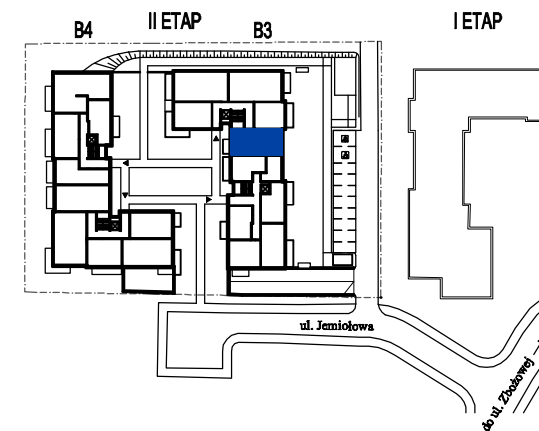 II ETAP
I ETAP
B4
B3
ul. Jemiołowa
do ul. Zbożowej